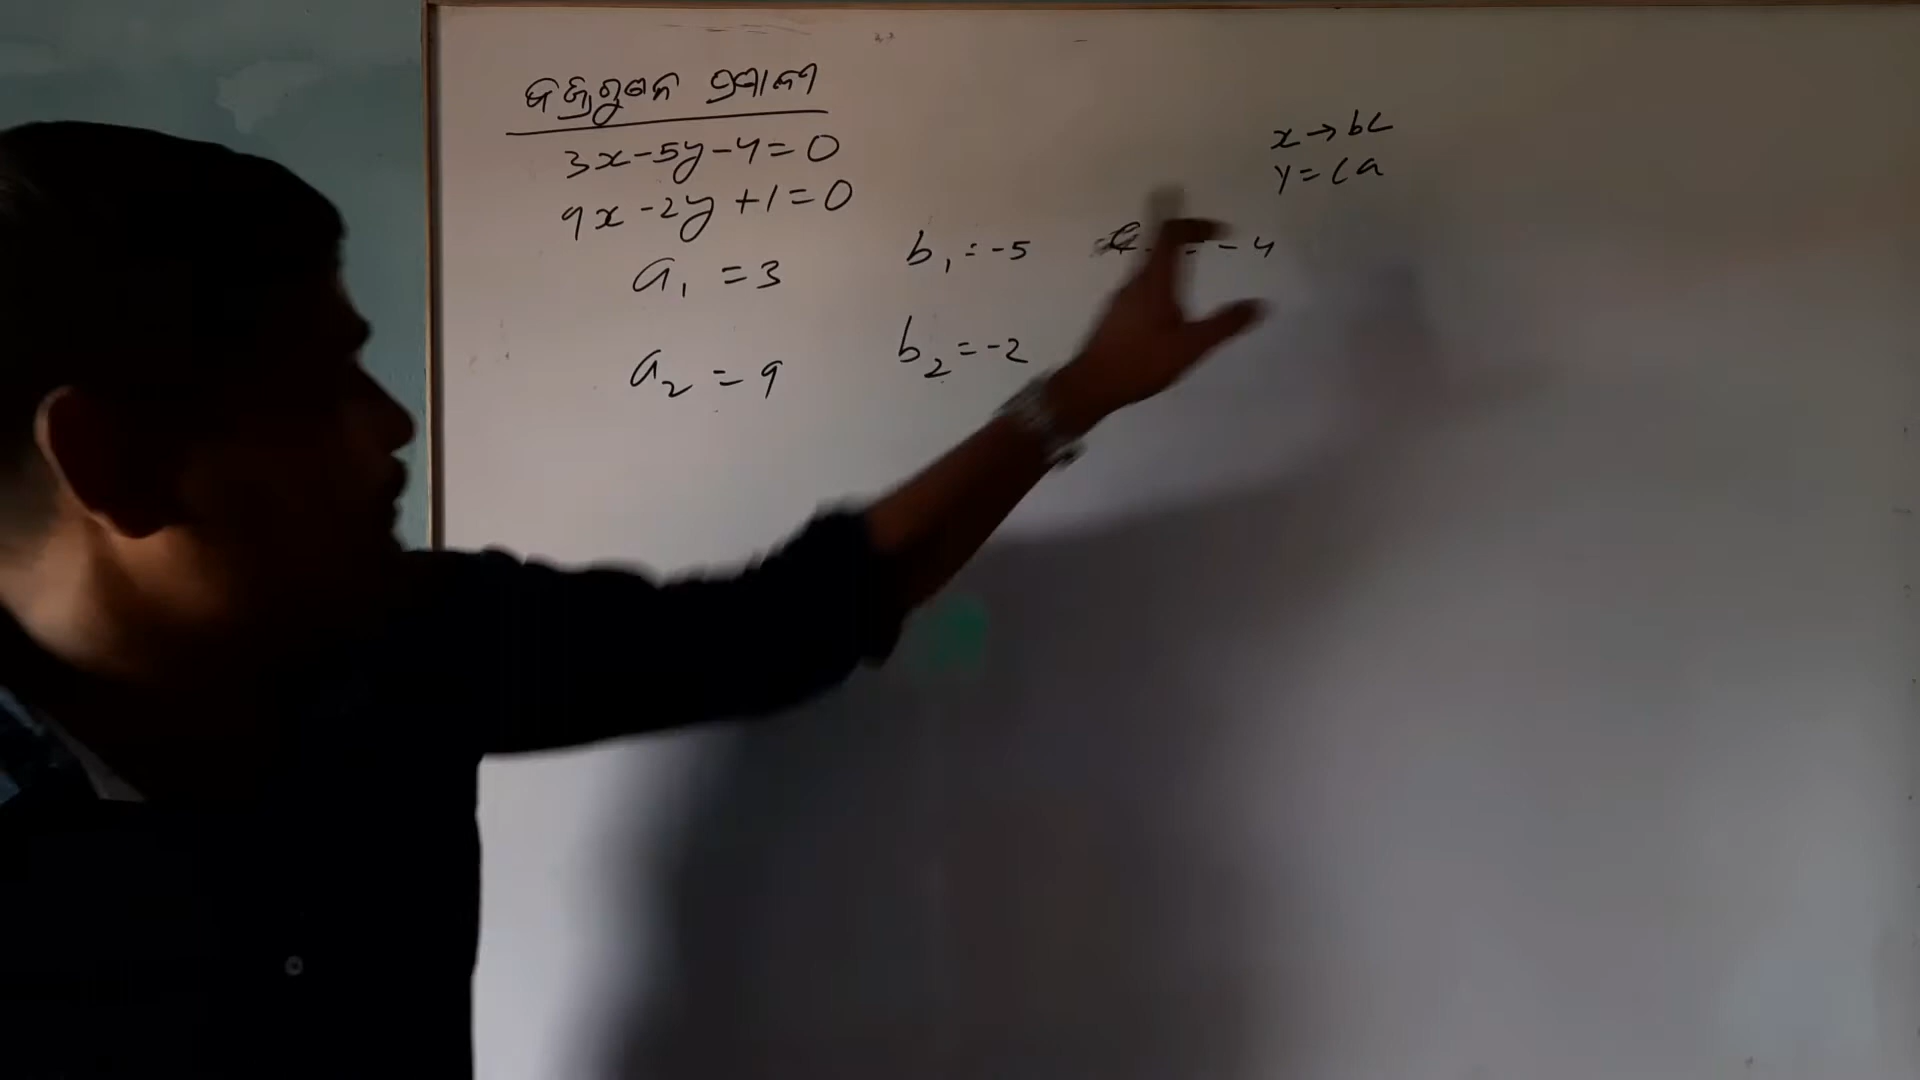 ବଜ୍ରଗୁଣନ ପ୍ରଣାଳୀ
3x-5y-4=0
9x-2y+1=0
x→bc
y=ca
a₁=3 b₁=-5 =-4
a₂=9 b₂=-2